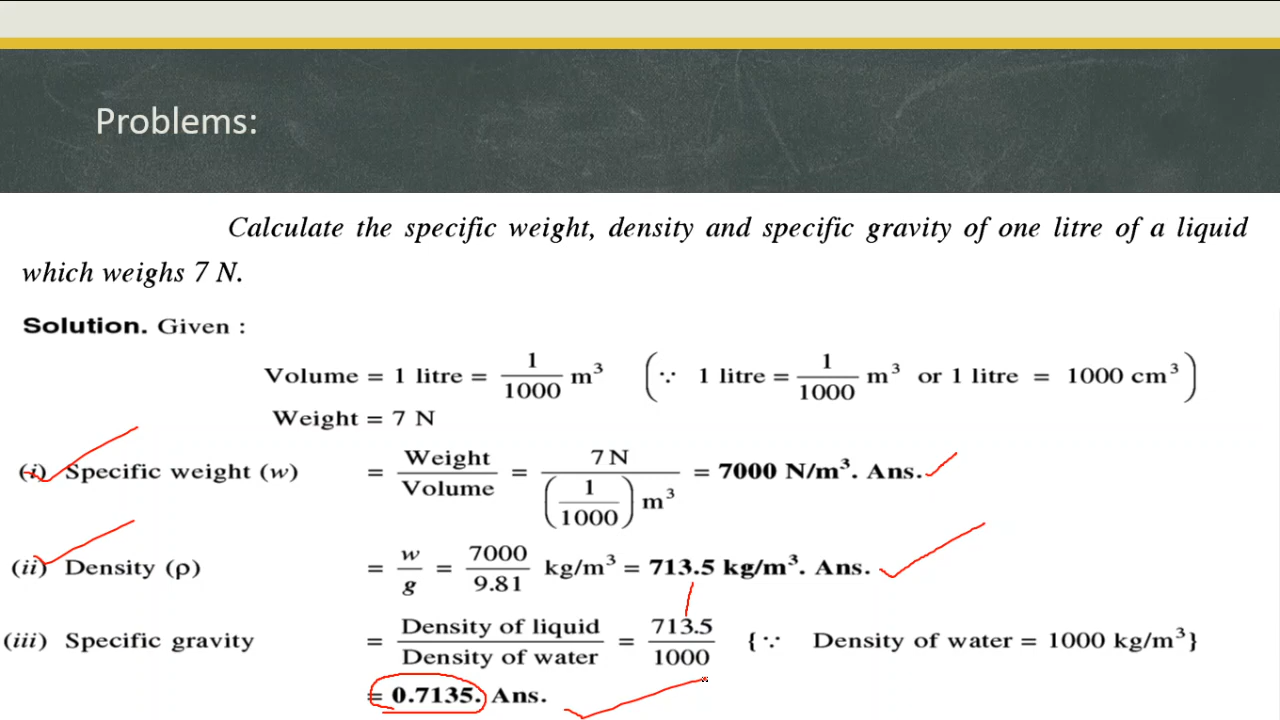 Problems:
Calculate the specific weight, density and specific gravity of one litre of a liquid
which weighs 7 N.
Solution. Given :
Volume = 1 litre = 1/1000 m³ (∵ 1 litre = 1/1000 m³ or 1 litre = 1000 cm³)
Weight = 7 N
(i) Specific weight (w) = Weight/Volume = 7 N/((1/1000) m³) = 7000 N/m³. Ans.
(ii) Density (ρ) = w/g = 7000/9.81 kg/m³ = 713.5 kg/m³. Ans.
(iii) Specific gravity = Density of liquid/Density of water = 713.5/1000 {∵ Density of water = 1000 kg/m³}
= 0.7135. Ans.